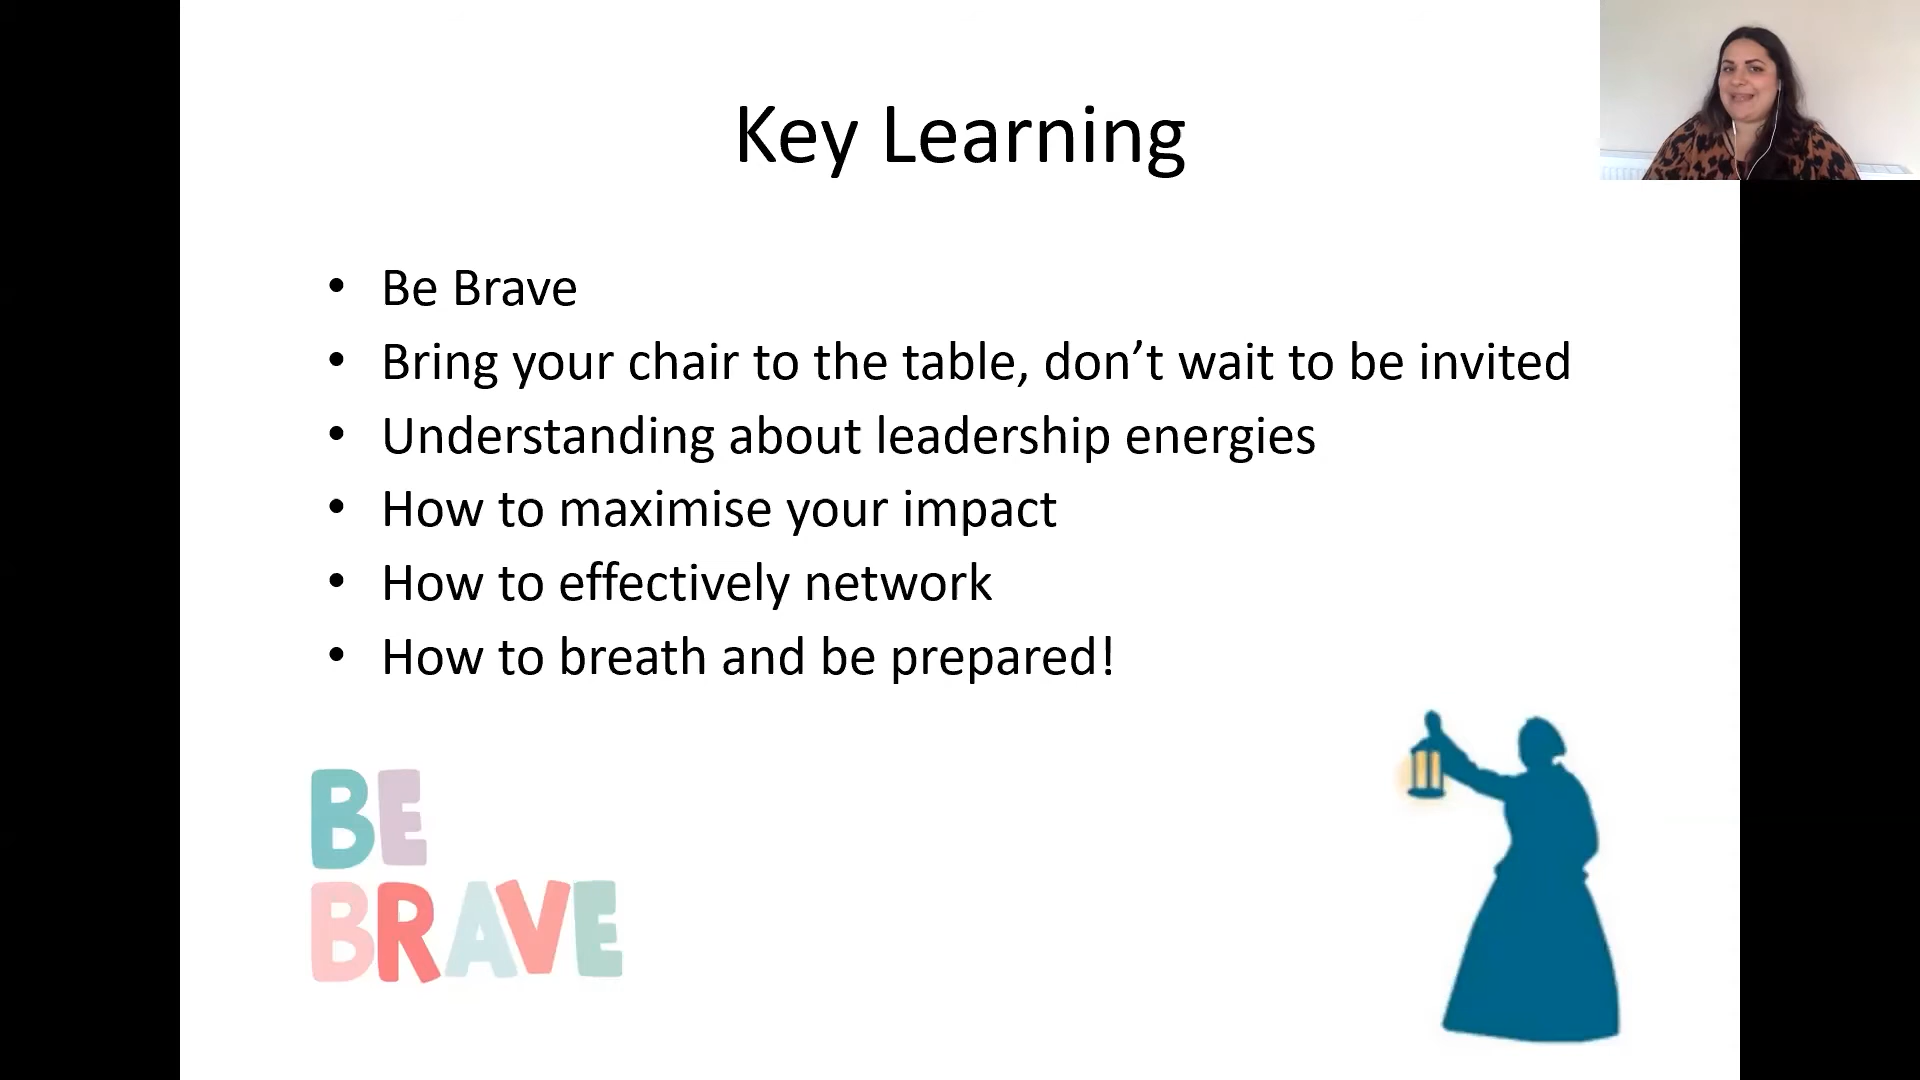 Key Learning
• Be Brave
• Bring your chair to the table, don’t wait to be invited
• Understanding about leadership energies
• How to maximise your impact
• How to effectively network
• How to breath and be prepared!
BE
BRAVE